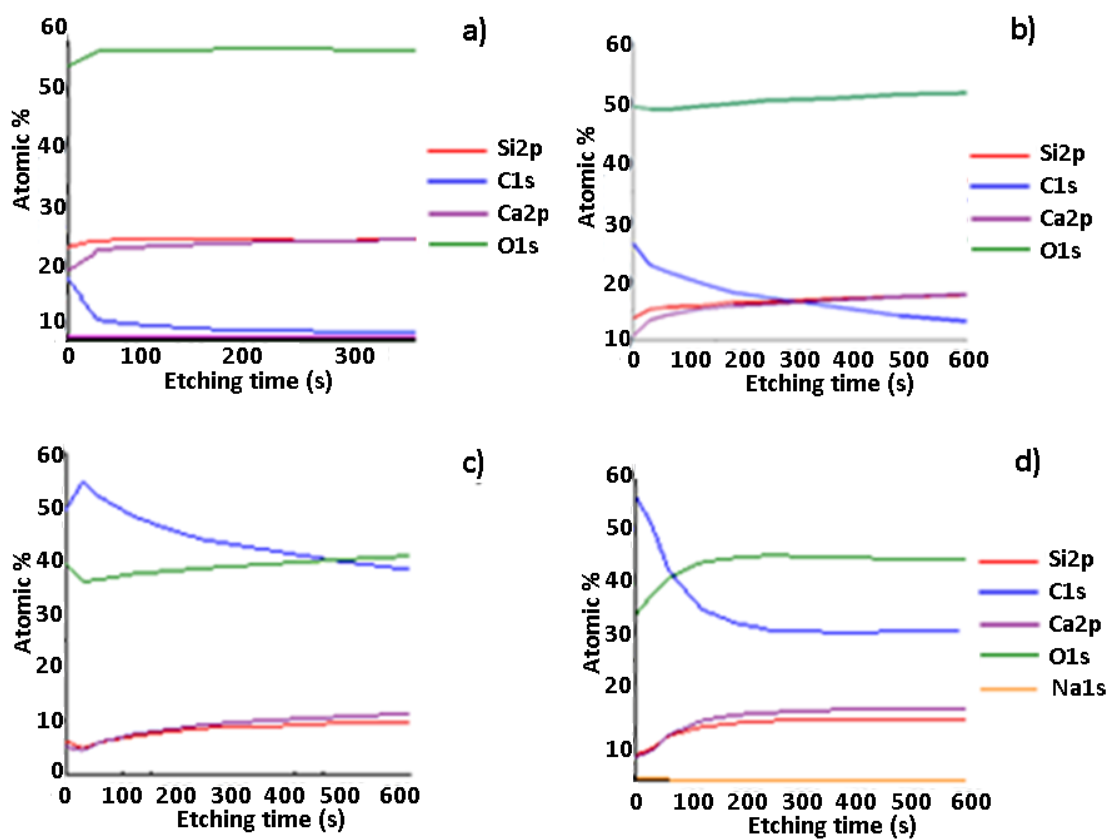 a)
60
50
40
30
20
10
Atomic %
Si2p
C1s
Ca2p
O1s
0 100 200 300
Etching time (s)
b)
60
50
40
30
20
10
Atomic %
Si2p
C1s
Ca2p
O1s
0 100 200 300 400 500 600
Etching time (s)
c)
60
50
40
30
20
10
0
Atomic %
0 100 200 300 400 500 600
Etching time (s)
d)
60
50
40
30
20
10
Atomic %
Si2p
C1s
Ca2p
O1s
Na1s
0 100 200 300 400 500 600
Etching time (s)